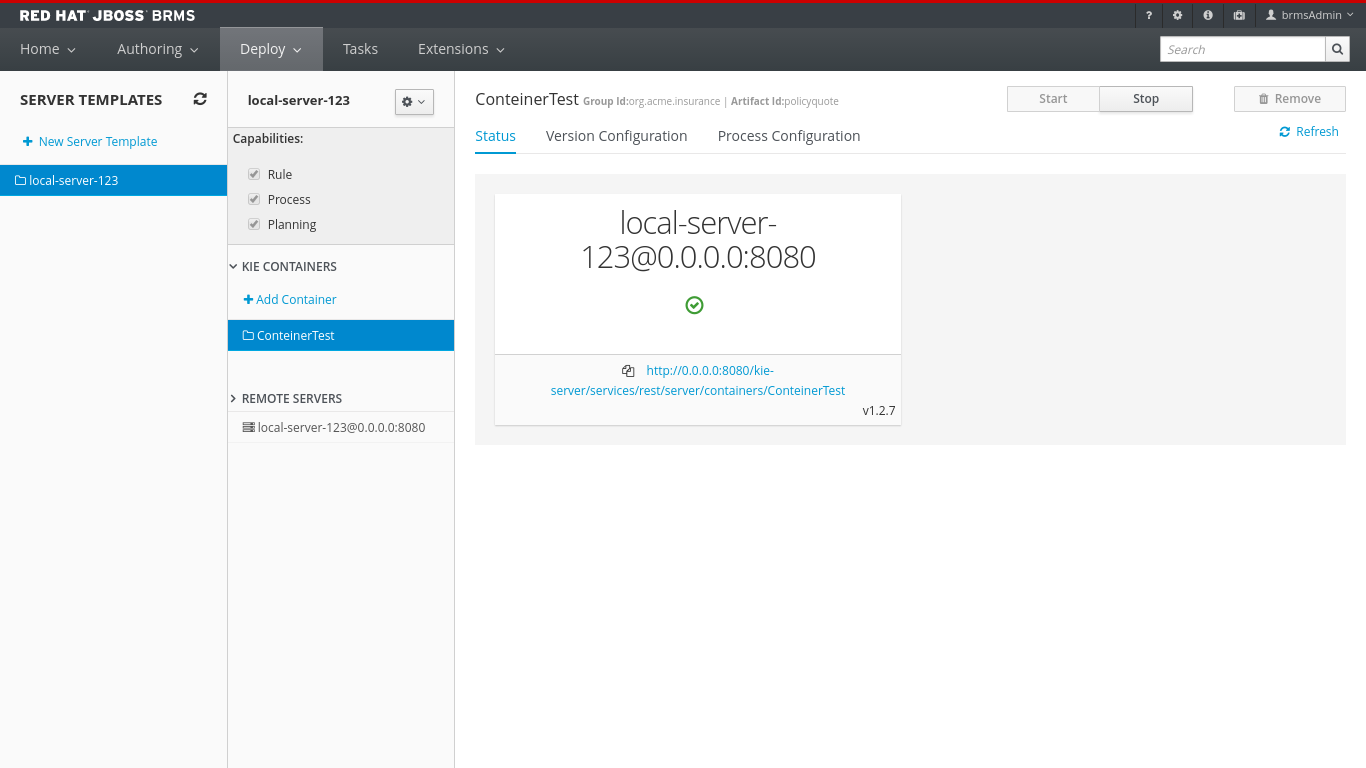 RED HAT JBOSS BRMS
? brmsAdmin
Home Authoring Deploy Tasks Extensions Search
SERVER TEMPLATES
New Server Template
local-server-123
local-server-123
Capabilities:
Rule
Process
Planning
KIE CONTAINERS
Add Container
ConteinerTest
REMOTE SERVERS
local-server-123@0.0.0.0:8080
ConteinerTest Group Id:org.acme.insurance | Artifact Id:policyquote
Start Stop Remove
Status Version Configuration Process Configuration
Refresh
local-server-
123@0.0.0.0:8080
http://0.0.0.0:8080/kie-
server/services/rest/server/containers/ConteinerTest
v1.2.7